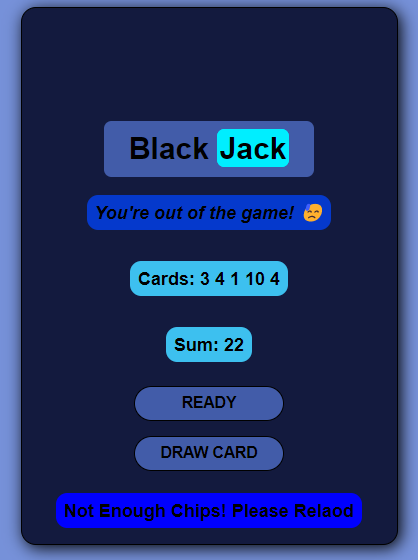 Black Jack
You're out of the game! 😓
Cards: 3 4 1 10 4
Sum: 22
READY
DRAW CARD
Not Enough Chips! Please Relaod